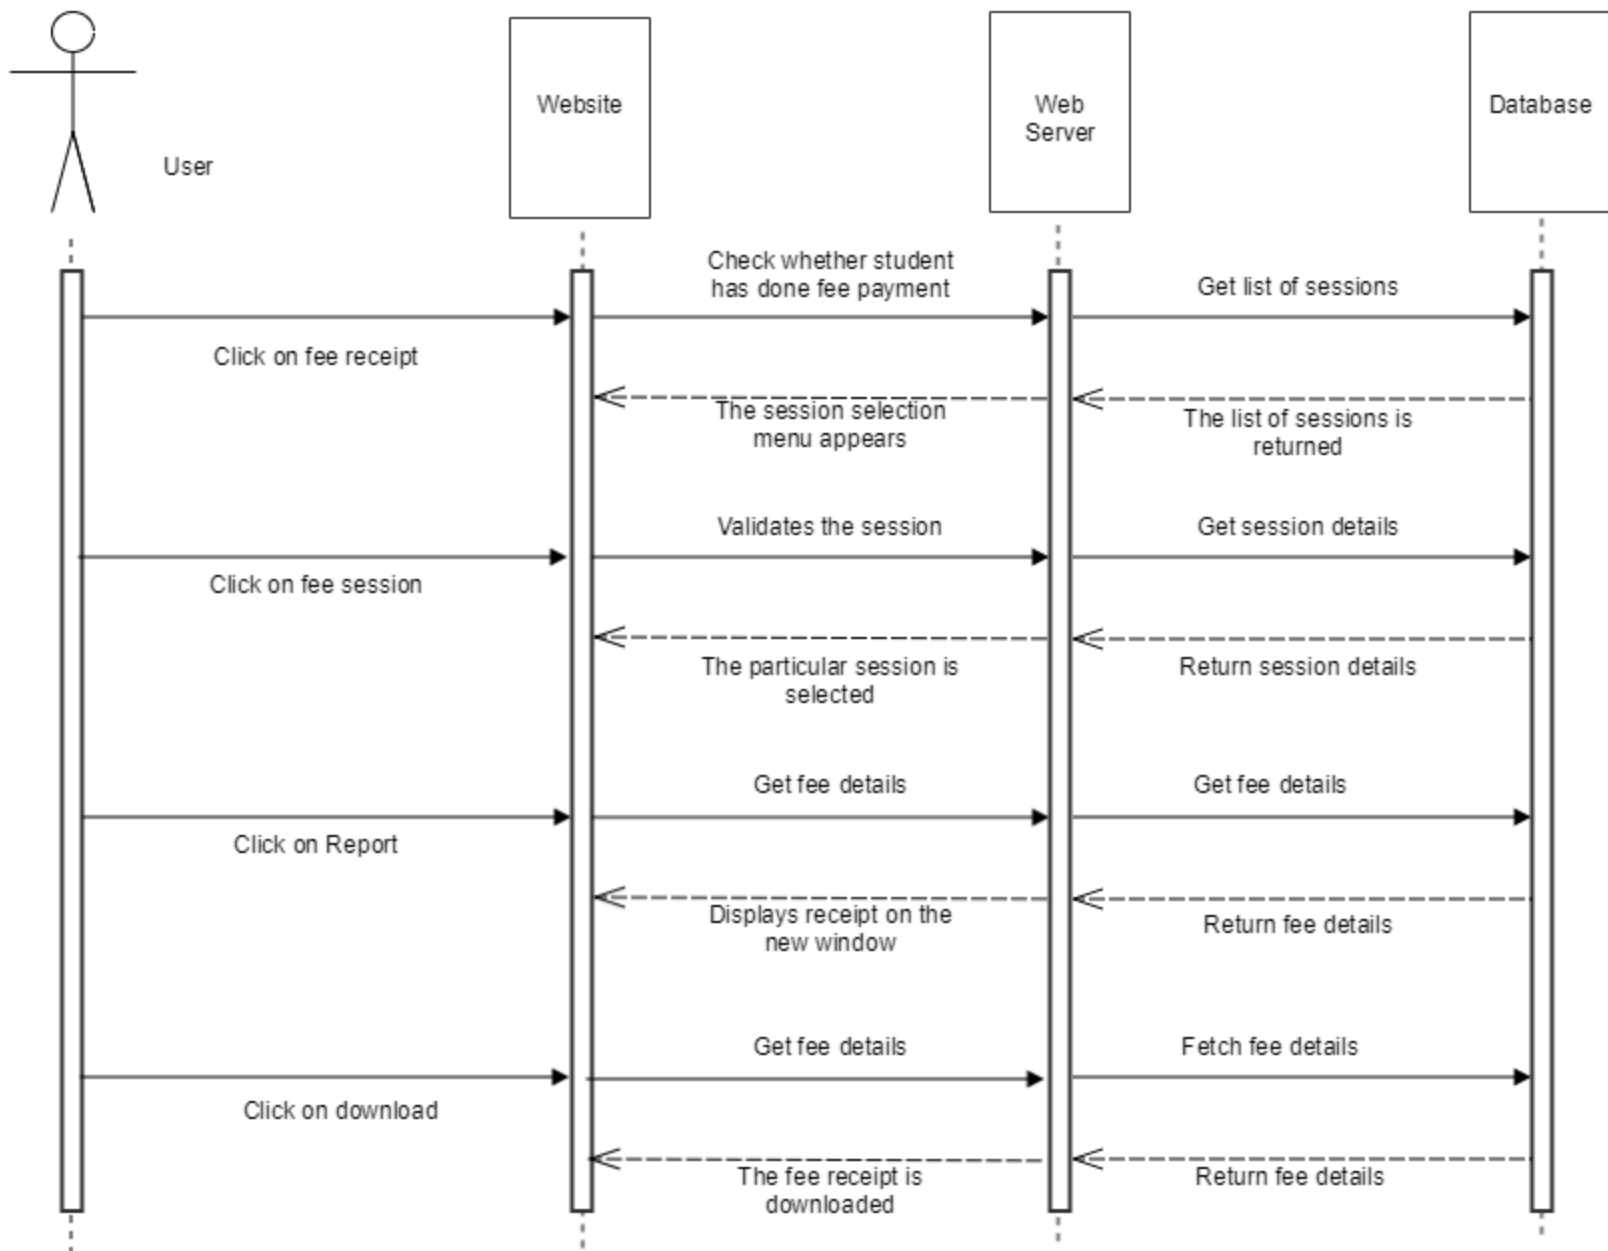 Website
Web
Server
Database
User
Check whether student
has done fee payment
Get list of sessions
Click on fee receipt
The session selection
menu appears
The list of sessions is
returned
Validates the session
Get session details
Click on fee session
The particular session is
selected
Return session details
Get fee details
Get fee details
Click on Report
Displays receipt on the
new window
Return fee details
Get fee details
Fetch fee details
Click on download
The fee receipt is
downloaded
Return fee details